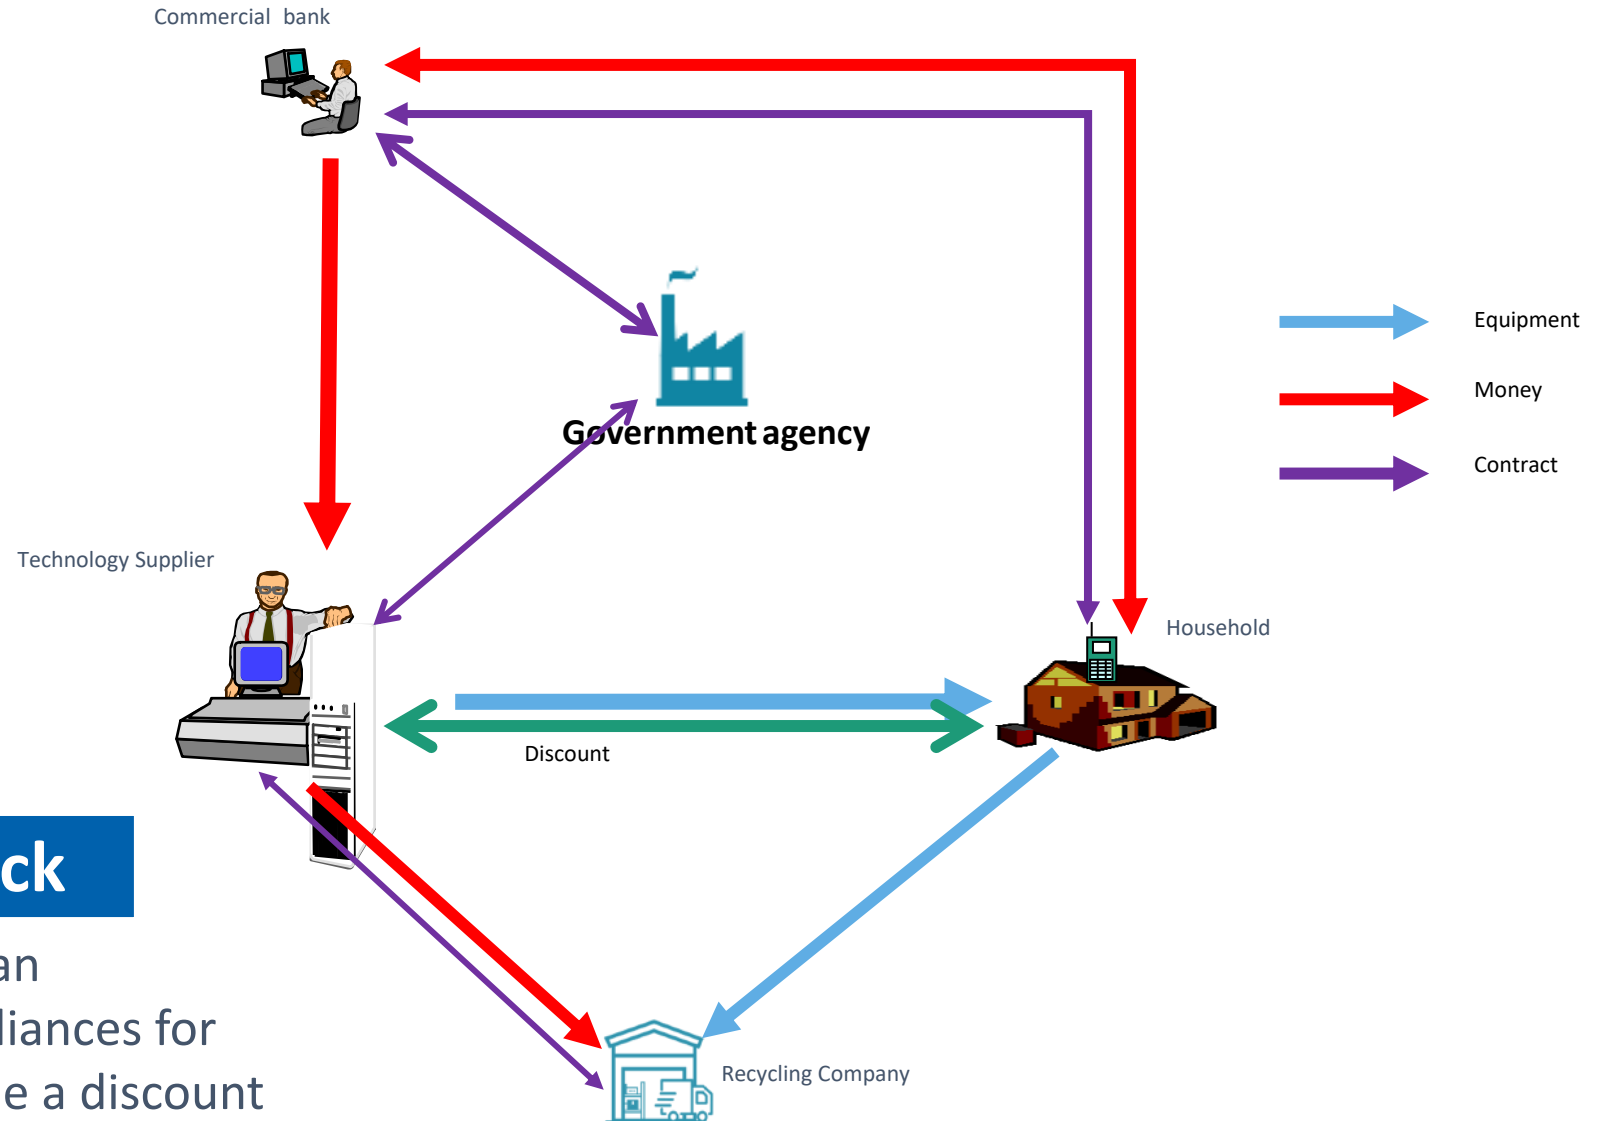 Commercial bank
Government agency
Equipment
Money
Contract
Technology Supplier
Household
Discount
ck
an
liances for
e a discount
Recycling Company